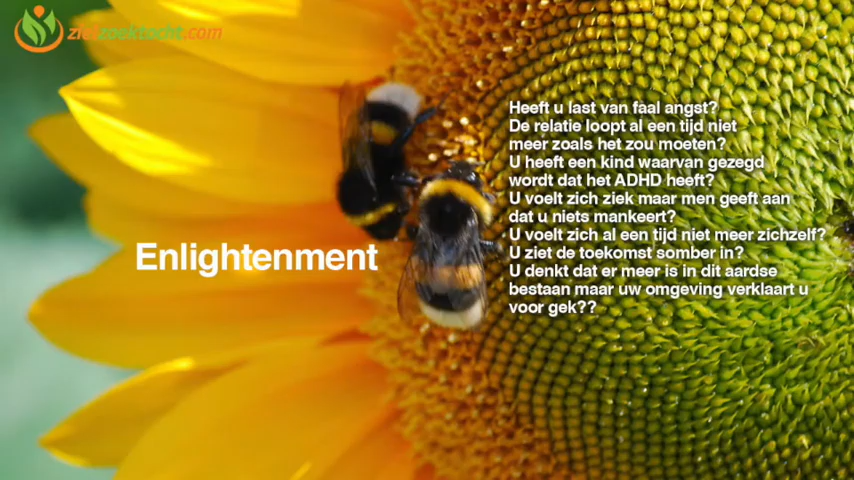 zielzoektocht.com
Heeft u last van faal angst?
De relatie loopt al een tijd niet
meer zoals het zou moeten?
U heeft een kind waarvan gezegd
wordt dat het ADHD heeft?
U voelt zich ziek maar men geeft aan
dat u niets mankeert?
U voelt zich al een tijd niet meer zichzelf?
U ziet de toekomst somber in?
U denkt dat er meer is in dit aardse
bestaan maar uw omgeving verklaart u
voor gek??
Enlightenment